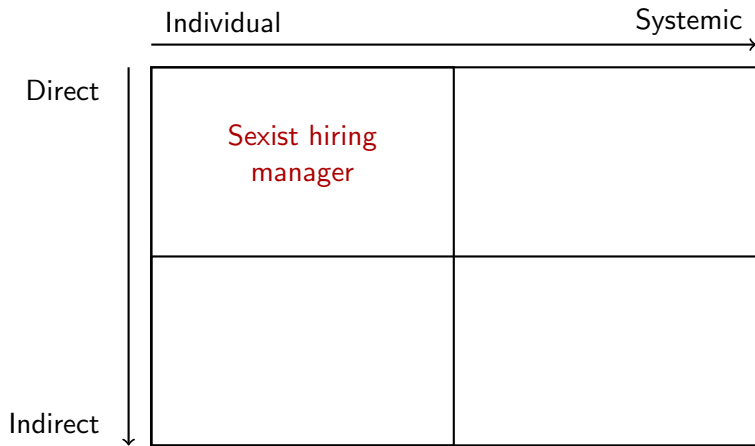 Individual
Systemic
Direct
Sexist hiring
manager
Indirect